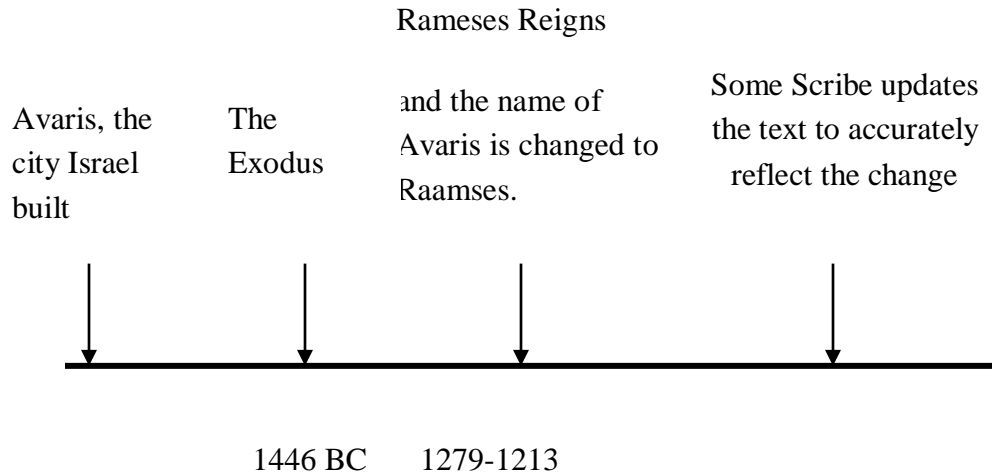 Rameses Reigns
Avaris, the
city Israel
built
The
Exodus
and the name of
Avaris is changed to
Raamses.
Some Scribe updates
the text to accurately
reflect the change
1446 BC
1279-1213